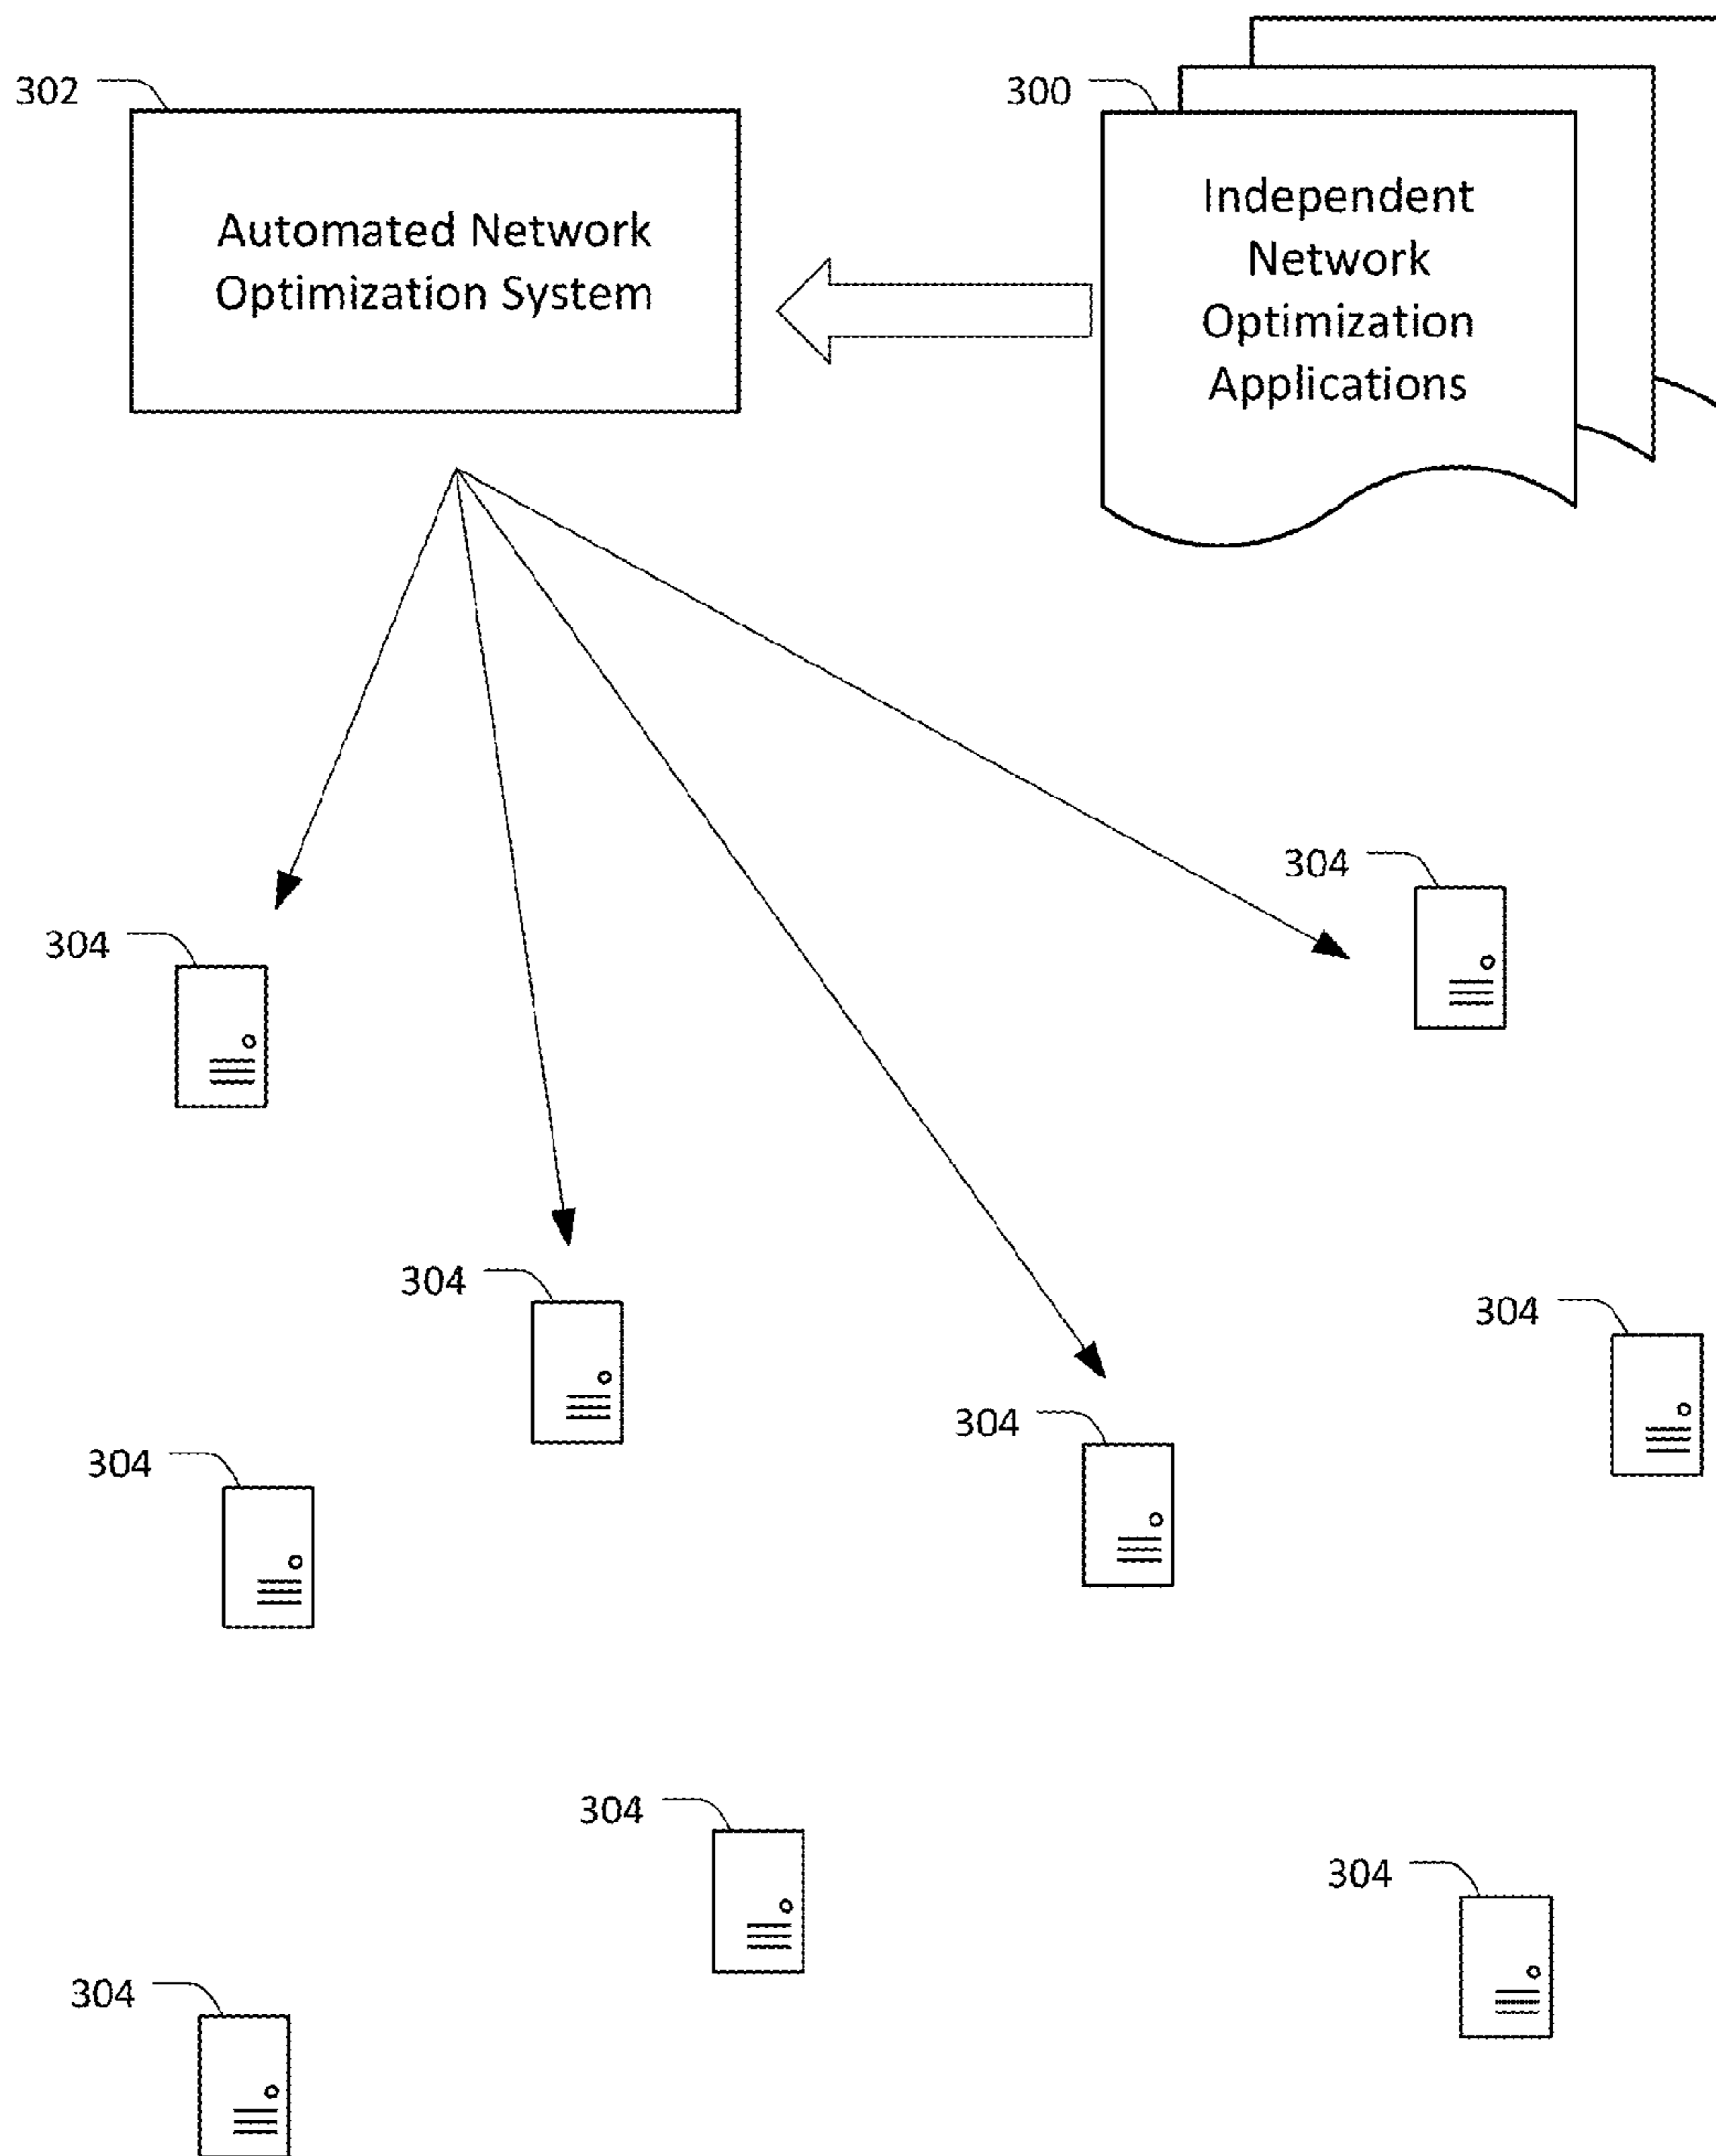 302
300
Automated Network
Optimization System
Independent
Network
Optimization
Applications
304
304
304
304
304
304
304
304
304